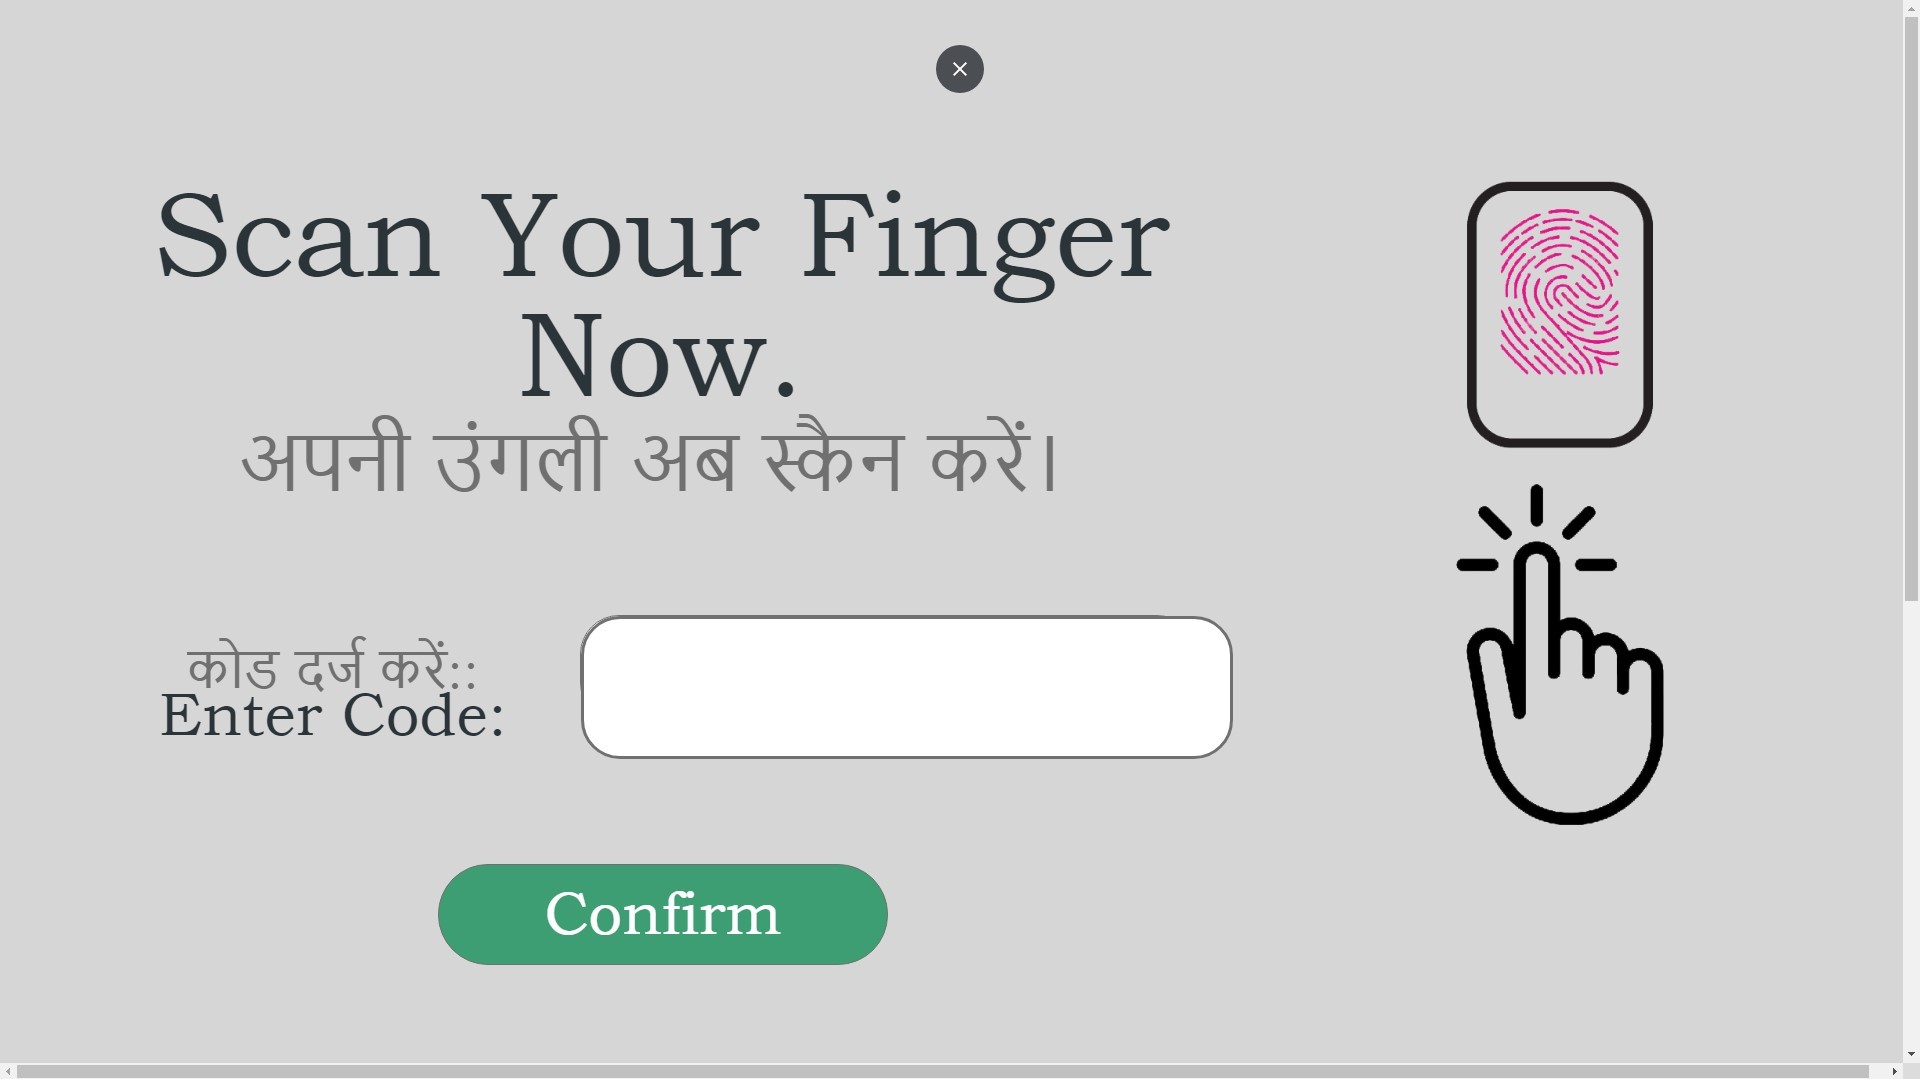 Scan Your Finger
Now.
अपनी उंगली अब स्कैन करें।
कोड दर्ज करें::
Enter Code:
Confirm